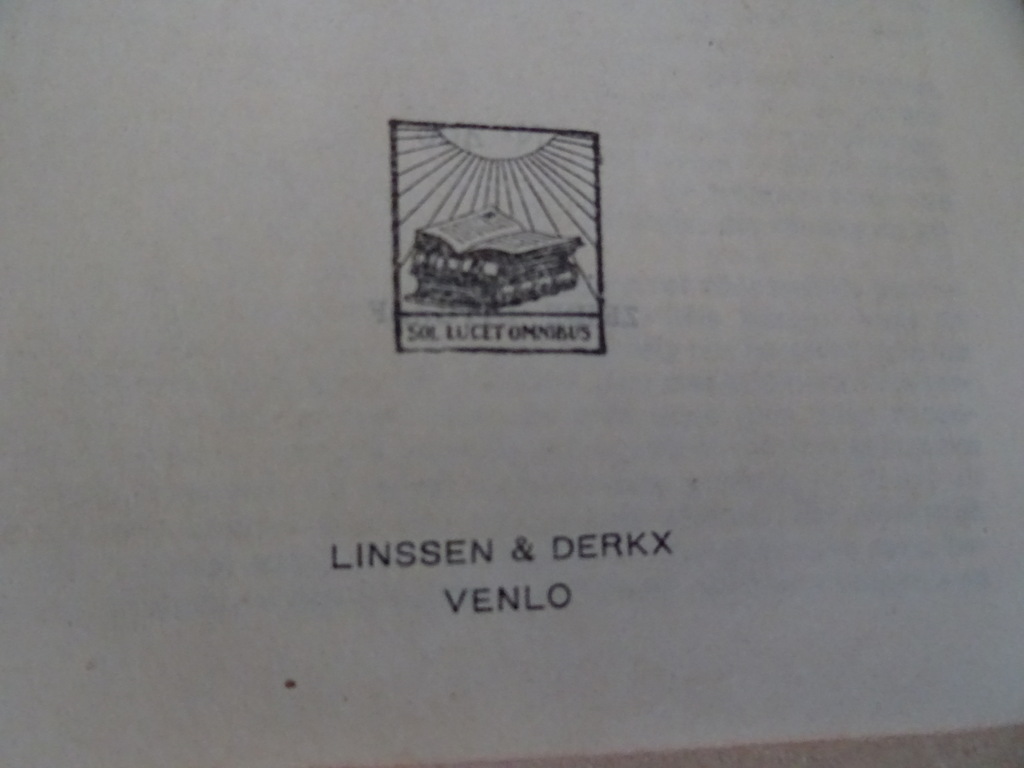 SOL LUCET OMNIBUS
LINSSEN & DERKX
VENLO